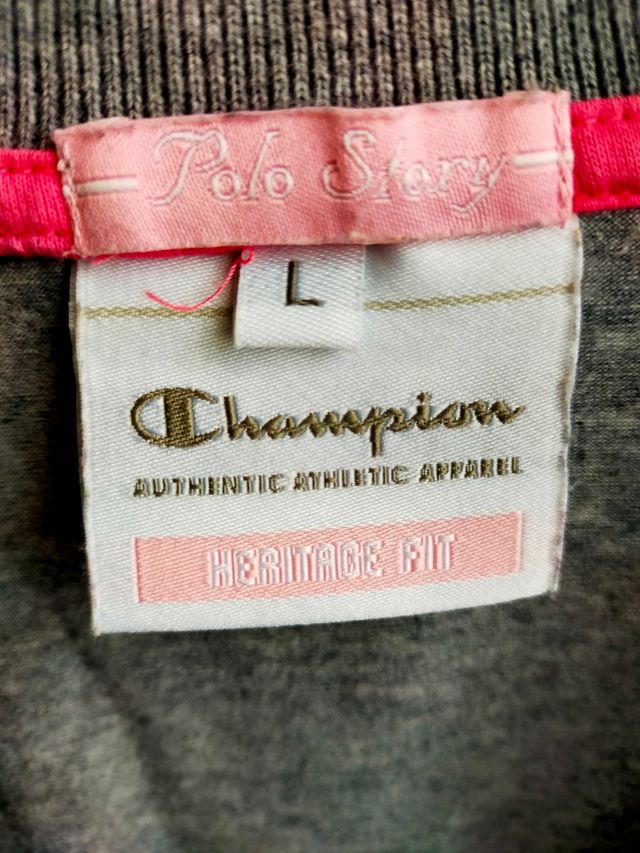 Polo Story
L
Champion
AUTHENTIC ATHLETIC APPAREL
HERITAGE FIT